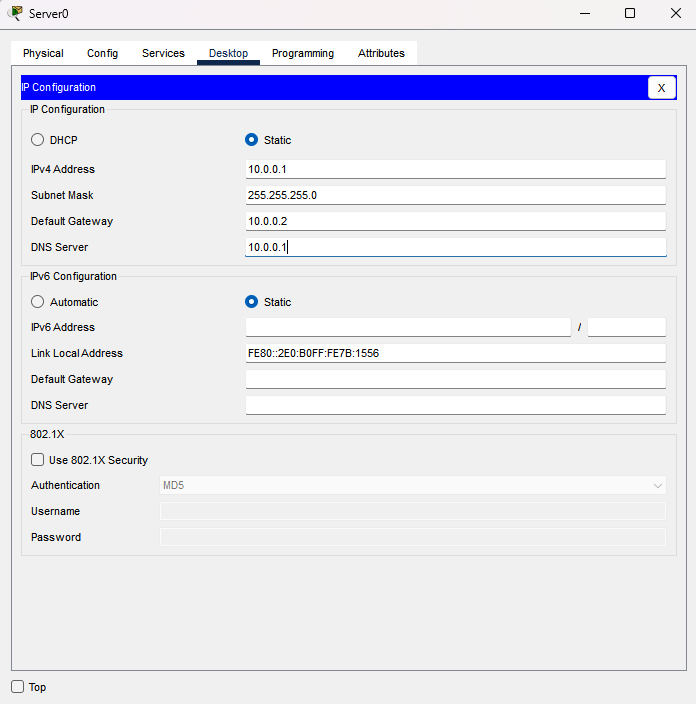 Server0
Physical Config Services Desktop Programming Attributes
IP Configuration X
IP Configuration
DHCP Static
IPv4 Address 10.0.0.1
Subnet Mask 255.255.255.0
Default Gateway 10.0.0.2
DNS Server 10.0.0.1
IPv6 Configuration
Automatic Static
IPv6 Address /
Link Local Address FE80::2E0:B0FF:FE7B:1556
Default Gateway
DNS Server
802.1X
Use 802.1X Security
Authentication MD5
Username
Password
Top